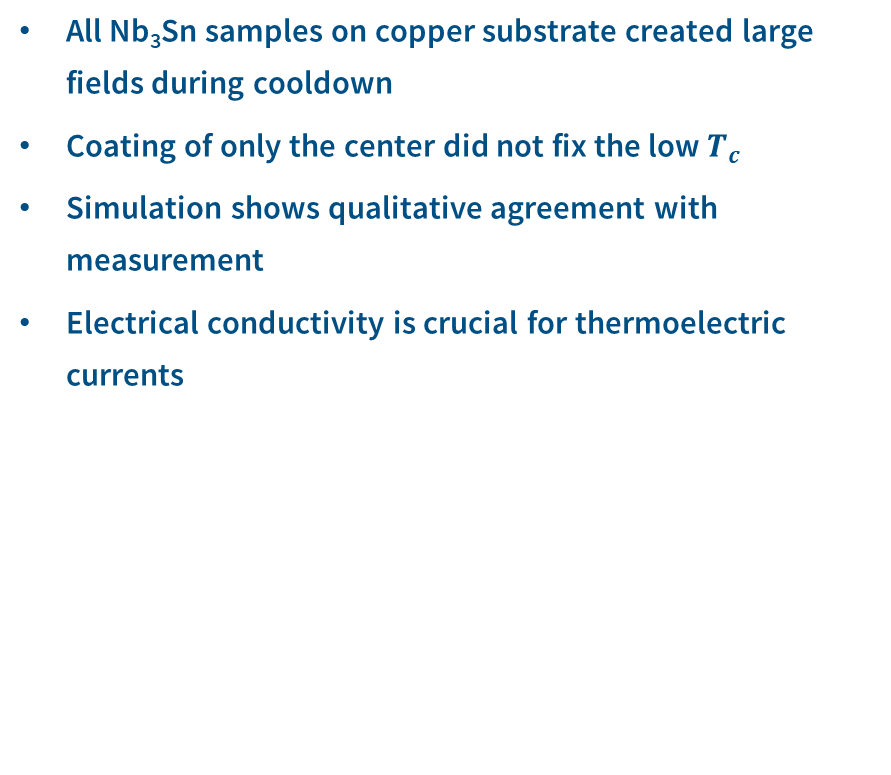 • All Nb₃Sn samples on copper substrate created large
fields during cooldown
• Coating of only the center did not fix the low T_c
• Simulation shows qualitative agreement with
measurement
• Electrical conductivity is crucial for thermoelectric
currents